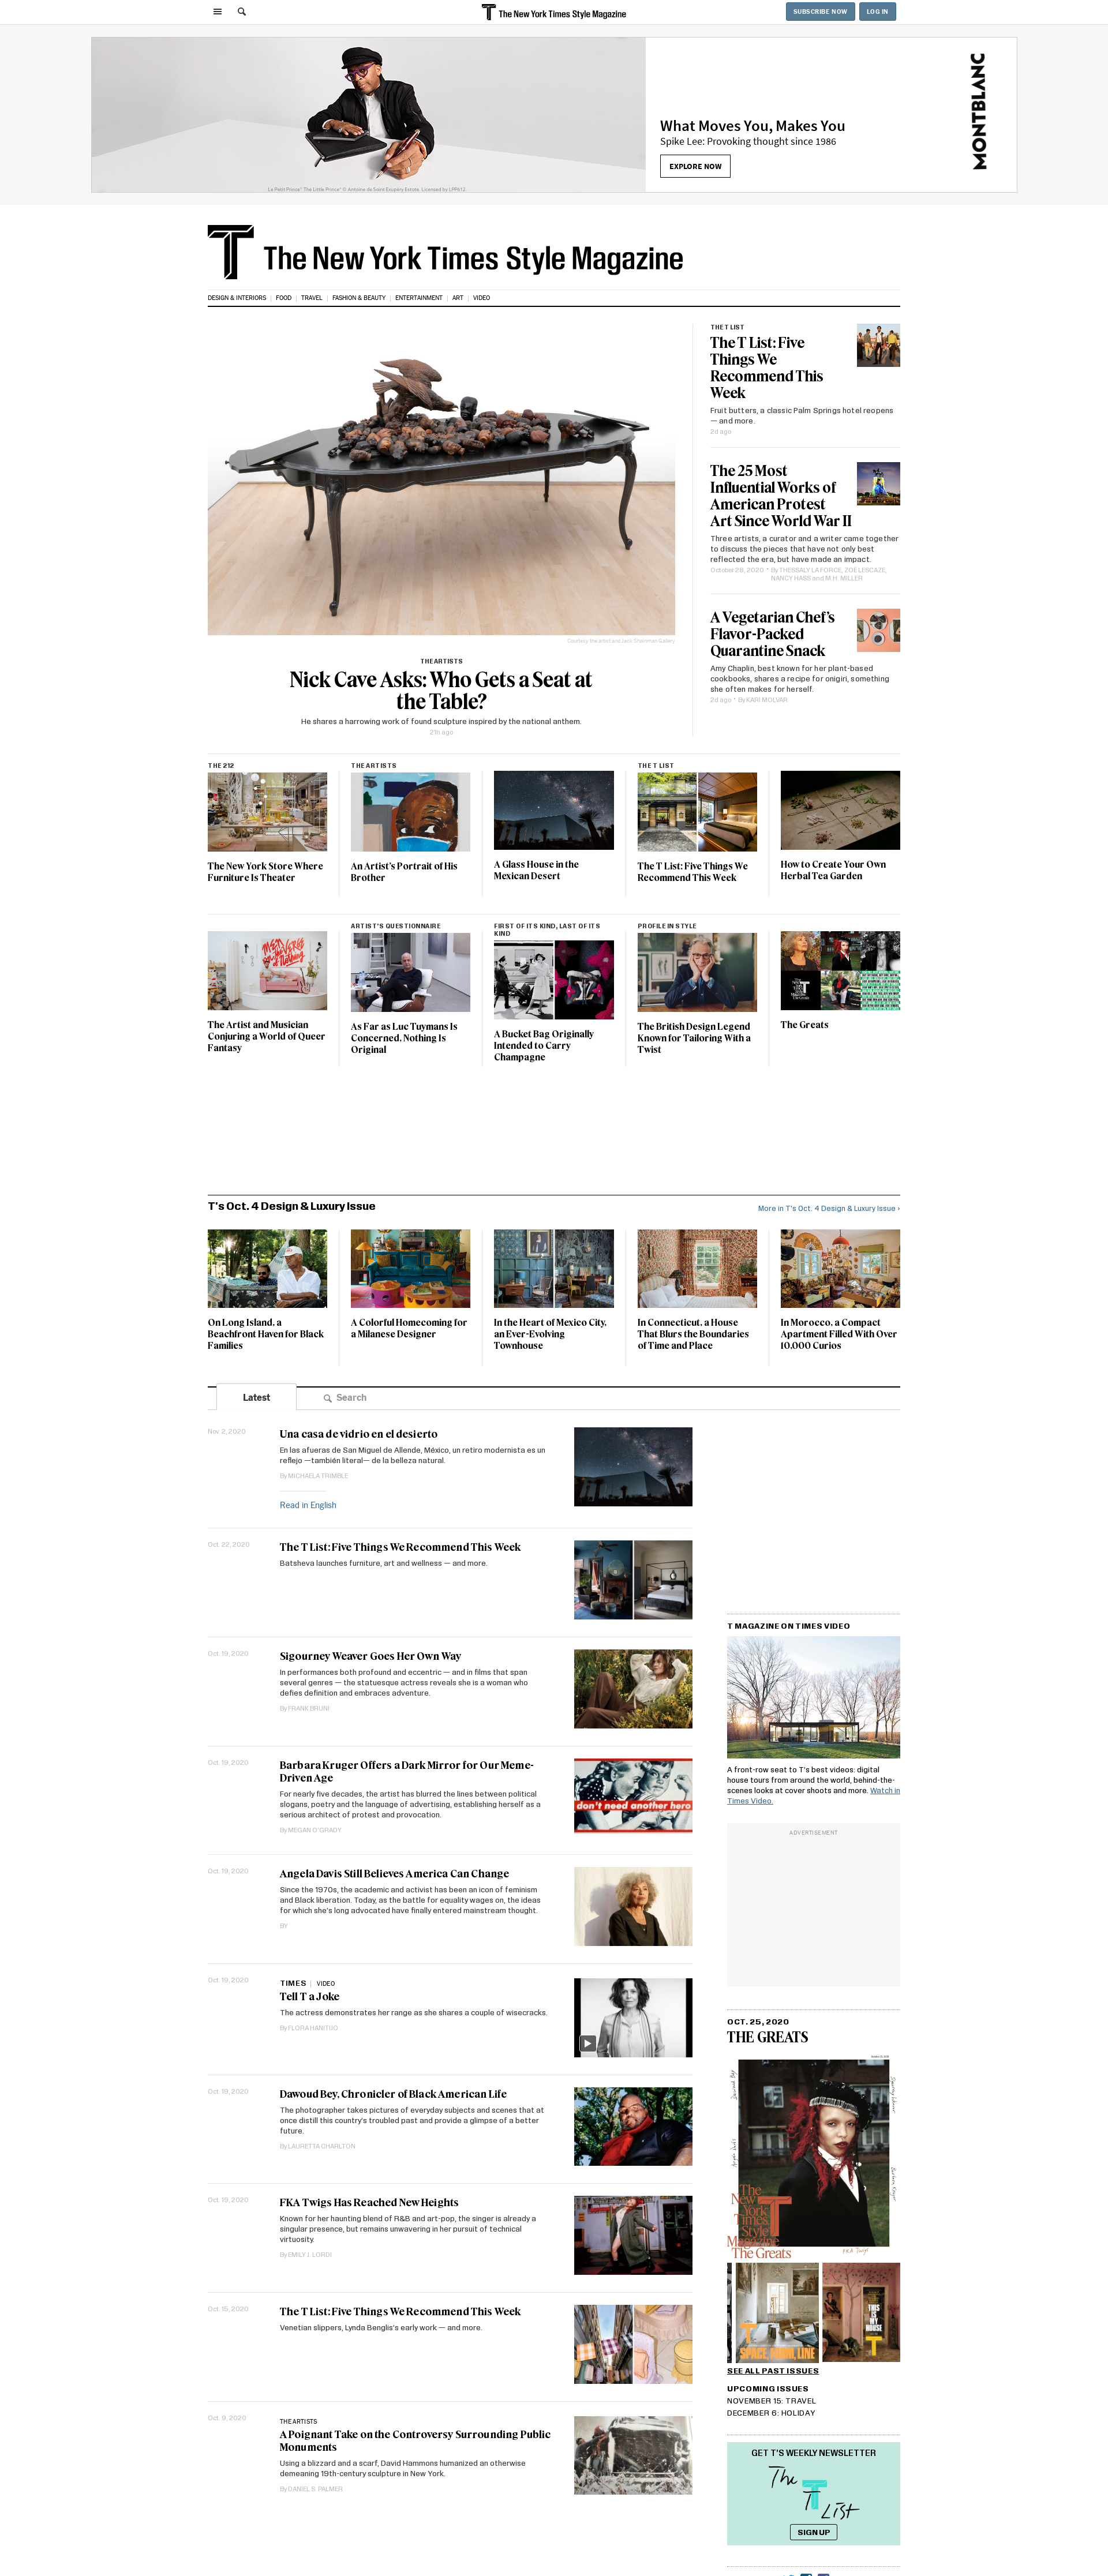 The New York Times Style Magazine
SUBSCRIBE NOW
LOG IN
What Moves You, Makes You
Spike Lee: Provoking thought since 1986
EXPLORE NOW
MONTBLANC
Le Petit Prince® The Little Prince® © Antoine de Saint Exupéry Estate. Licensed by LPP612.
The New York Times Style Magazine
DESIGN & INTERIORS | FOOD | TRAVEL | FASHION & BEAUTY | ENTERTAINMENT | ART | VIDEO
Courtesy the artist and Jack Shainman Gallery
THE ARTISTS
Nick Cave Asks: Who Gets a Seat at
the Table?
He shares a harrowing work of found sculpture inspired by the national anthem.
21h ago
THE T LIST
The T List: Five
Things We
Recommend This
Week
Fruit butters, a classic Palm Springs hotel reopens
— and more.
2d ago
The 25 Most
Influential Works of
American Protest
Art Since World War II
Three artists, a curator and a writer came together
to discuss the pieces that have not only best
reflected the era, but have made an impact.
October 28, 2020 • By THESSALY LA FORCE, ZOË LESCAZE,
NANCY HASS and M.H. MILLER
A Vegetarian Chef’s
Flavor-Packed
Quarantine Snack
Amy Chaplin, best known for her plant-based
cookbooks, shares a recipe for onigiri, something
she often makes for herself.
2d ago • By KARI MOLVAR
THE 212
The New York Store Where
Furniture Is Theater
THE ARTISTS
An Artist’s Portrait of His
Brother
A Glass House in the
Mexican Desert
THE T LIST
The T List: Five Things We
Recommend This Week
How to Create Your Own
Herbal Tea Garden
The Artist and Musician
Conjuring a World of Queer
Fantasy
ARTIST'S QUESTIONNAIRE
As Far as Luc Tuymans Is
Concerned, Nothing Is
Original
FIRST OF ITS KIND, LAST OF ITS
KIND
A Bucket Bag Originally
Intended to Carry
Champagne
PROFILE IN STYLE
The British Design Legend
Known for Tailoring With a
Twist
The Greats
T's Oct. 4 Design & Luxury Issue
More in T's Oct. 4 Design & Luxury Issue ›
On Long Island, a
Beachfront Haven for Black
Families
A Colorful Homecoming for
a Milanese Designer
In the Heart of Mexico City,
an Ever-Evolving
Townhouse
In Connecticut, a House
That Blurs the Boundaries
of Time and Place
In Morocco, a Compact
Apartment Filled With Over
10,000 Curios
Latest
Search
Nov. 2, 2020
Una casa de vidrio en el desierto
En las afueras de San Miguel de Allende, México, un retiro modernista es un
reflejo —también literal— de la belleza natural.
By MICHAELA TRIMBLE
Read in English
Oct. 22, 2020
The T List: Five Things We Recommend This Week
Batsheva launches furniture, art and wellness — and more.
Oct. 19, 2020
Sigourney Weaver Goes Her Own Way
In performances both profound and eccentric — and in films that span
several genres — the statuesque actress reveals she is a woman who
defies definition and embraces adventure.
By FRANK BRUNI
Oct. 19, 2020
Barbara Kruger Offers a Dark Mirror for Our Meme-
Driven Age
For nearly five decades, the artist has blurred the lines between political
slogans, poetry and the language of advertising, establishing herself as a
serious architect of protest and provocation.
By MEGAN O'GRADY
don't need another hero
Oct. 19, 2020
Angela Davis Still Believes America Can Change
Since the 1970s, the academic and activist has been an icon of feminism
and Black liberation. Today, as the battle for equality wages on, the ideas
for which she's long advocated have finally entered mainstream thought.
BY
Oct. 19, 2020
TIMES | VIDEO
Tell T a Joke
The actress demonstrates her range as she shares a couple of wisecracks.
By FLORA HANITIJO
Oct. 19, 2020
Dawoud Bey, Chronicler of Black American Life
The photographer takes pictures of everyday subjects and scenes that at
once distill this country's troubled past and provide a glimpse of a better
future.
By LAURETTA CHARLTON
Oct. 19, 2020
FKA Twigs Has Reached New Heights
Known for her haunting blend of R&B and art-pop, the singer is already a
singular presence, but remains unwavering in her pursuit of technical
virtuosity.
By EMILY J. LORDI
Oct. 15, 2020
The T List: Five Things We Recommend This Week
Venetian slippers, Lynda Benglis's early work — and more.
Oct. 9, 2020
THE ARTISTS
A Poignant Take on the Controversy Surrounding Public
Monuments
Using a blizzard and a scarf, David Hammons humanized an otherwise
demeaning 19th-century sculpture in New York.
By DANIEL S. PALMER
T MAGAZINE ON TIMES VIDEO
A front-row seat to T's best videos: digital
house tours from around the world, behind-the-
scenes looks at cover shoots and more. Watch in
Times Video.
ADVERTISEMENT
OCT. 25, 2020
THE GREATS
The
New
York
Times
Style
Magazine
The Greats
FKA Twigs
SPACE, FORM, LINE
THIS
IS
MY
HOUSE
SEE ALL PAST ISSUES
UPCOMING ISSUES
NOVEMBER 15: TRAVEL
DECEMBER 6: HOLIDAY
GET T'S WEEKLY NEWSLETTER
The
T
List
SIGN UP